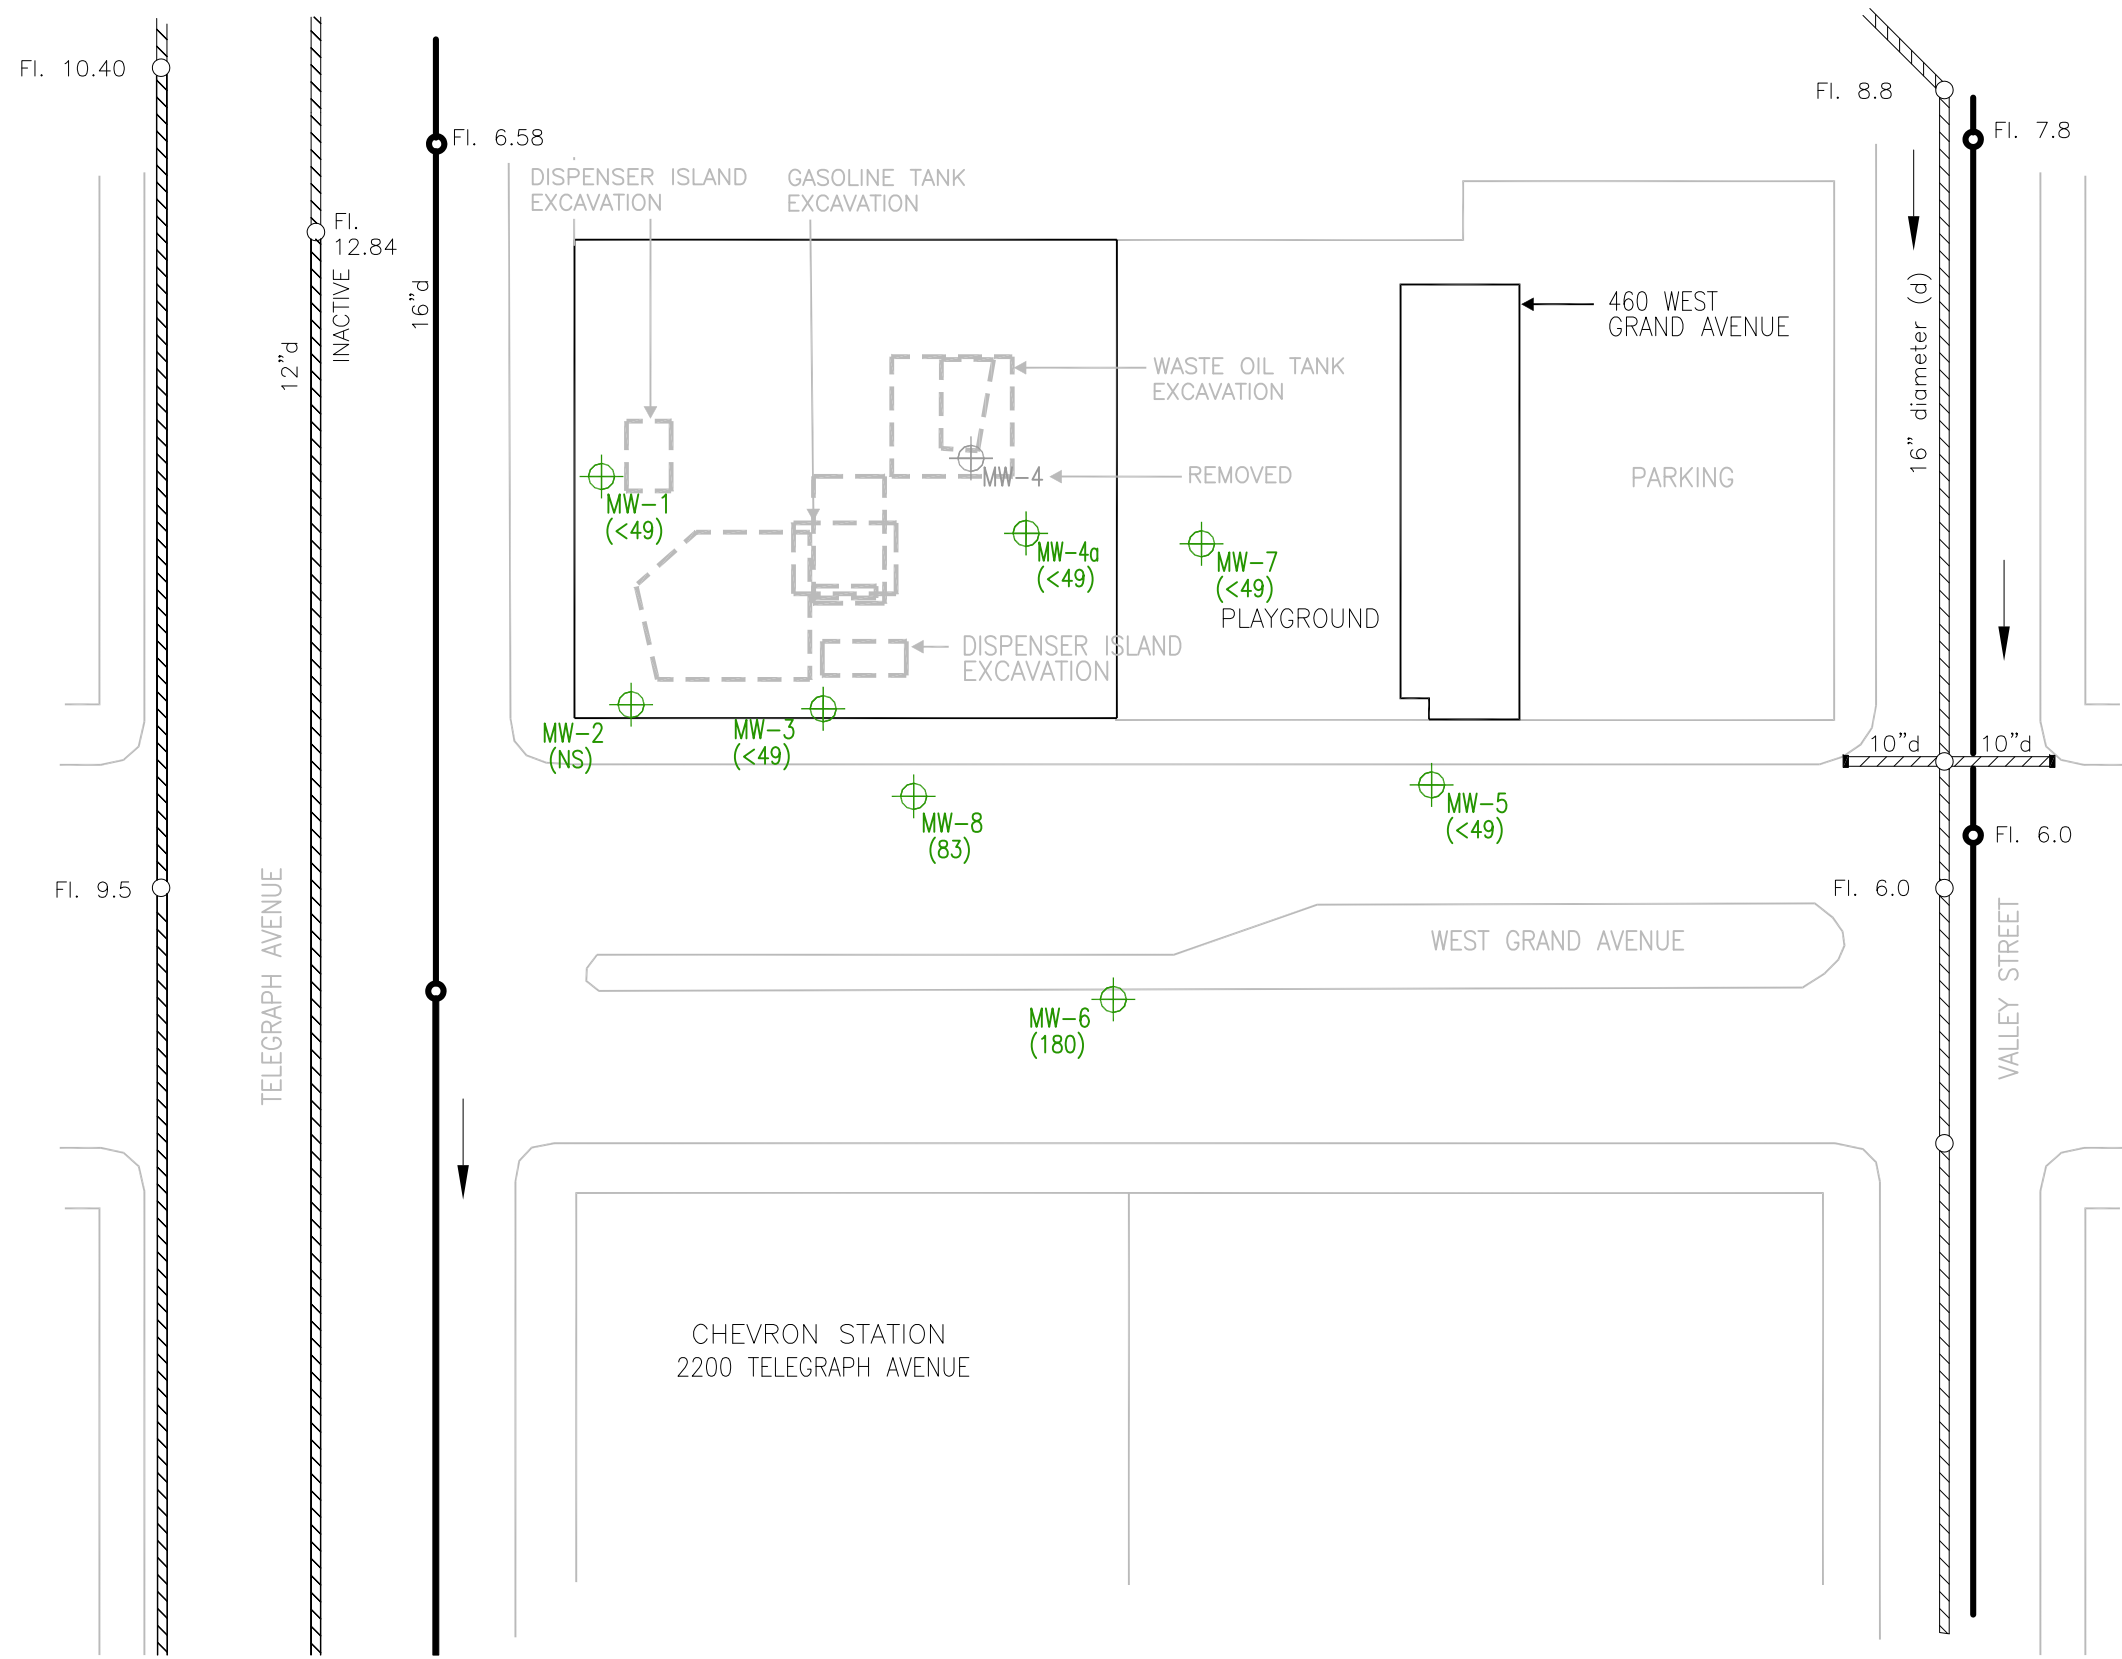 Fl. 10.40
Fl. 8.8
Fl. 7.8
Fl. 6.58
DISPENSER ISLAND
EXCAVATION
GASOLINE TANK
EXCAVATION
Fl.
12.84
INACTIVE
12"d
16"d
460 WEST
GRAND AVENUE
16" diameter (d)
WASTE OIL TANK
EXCAVATION
MW-4
REMOVED
PARKING
MW-1
(<49)
MW-4a
(<49)
MW-7
(<49)
PLAYGROUND
DISPENSER ISLAND
EXCAVATION
MW-2
(NS)
MW-3
(<49)
10"d
10"d
MW-5
(<49)
MW-8
(83)
Fl. 6.0
Fl. 9.5
Fl. 6.0
TELEGRAPH AVENUE
WEST GRAND AVENUE
VALLEY STREET
MW-6
(180)
CHEVRON STATION
2200 TELEGRAPH AVENUE